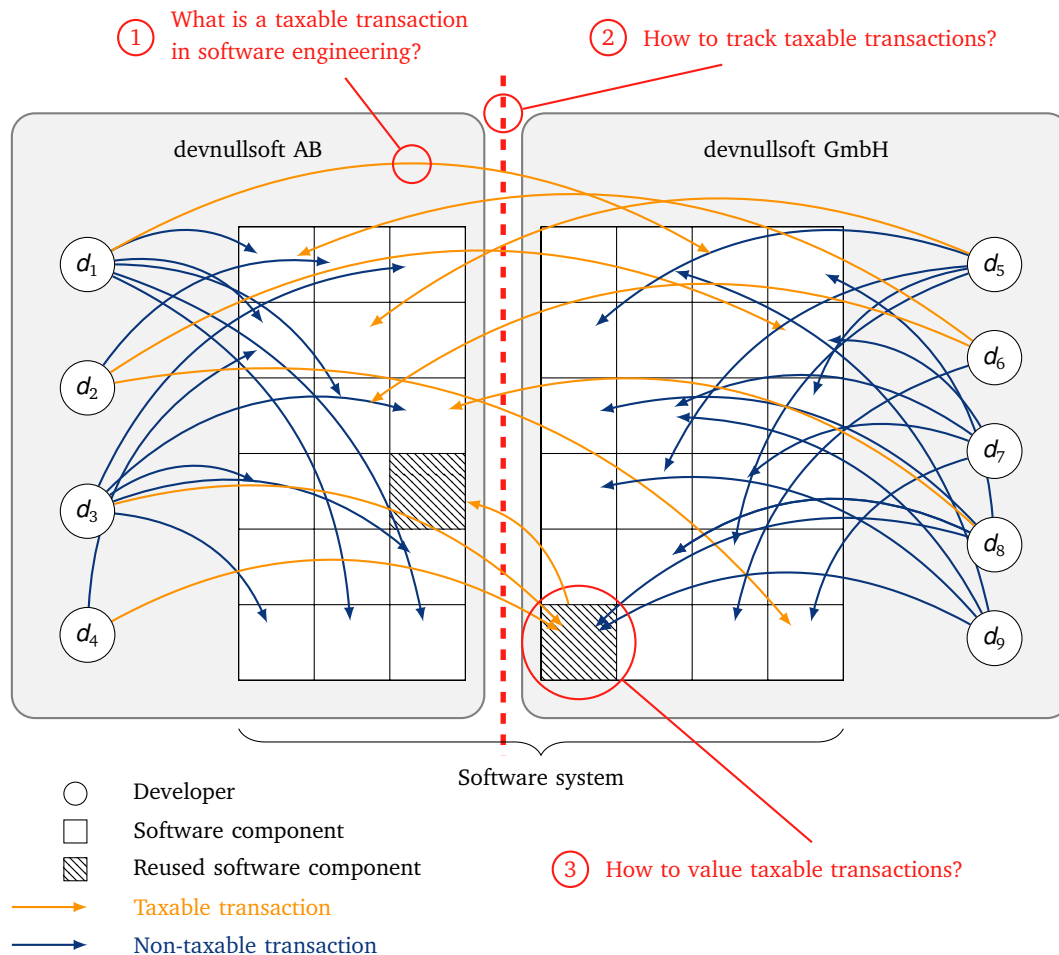 1 What is a taxable transaction
in software engineering?
2 How to track taxable transactions?
devnullsoft AB
devnullsoft GmbH
d1
d2
d3
d4
d5
d6
d7
d8
d9
Software system
Developer
Software component
Reused software component
Taxable transaction
Non-taxable transaction
3 How to value taxable transactions?